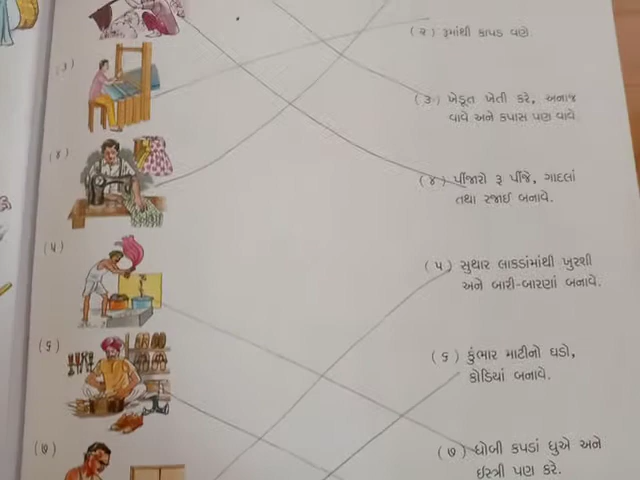 (૨) રૂમાંથી કાપડ વણે
(૩)
(૩) ખેડૂત ખેતી કરે, અનાજ
વાવે અને કપાસ પણ વાવે
(૪)
(૪) પીંજારો રૂ પીંજે, ગાદલાં
તથા રજાઈ બનાવે.
(૫)
(૫) સુથાર લાકડાંમાંથી ખુરશી
અને બારી-બારણાં બનાવે.
(૬)
(૬) કુંભાર માટીનો ઘડો,
કોડિયાં બનાવે.
(૭)
(૭) ધોબી કપડાં ધુએ અને
ઈસ્ત્રી પણ કરે.